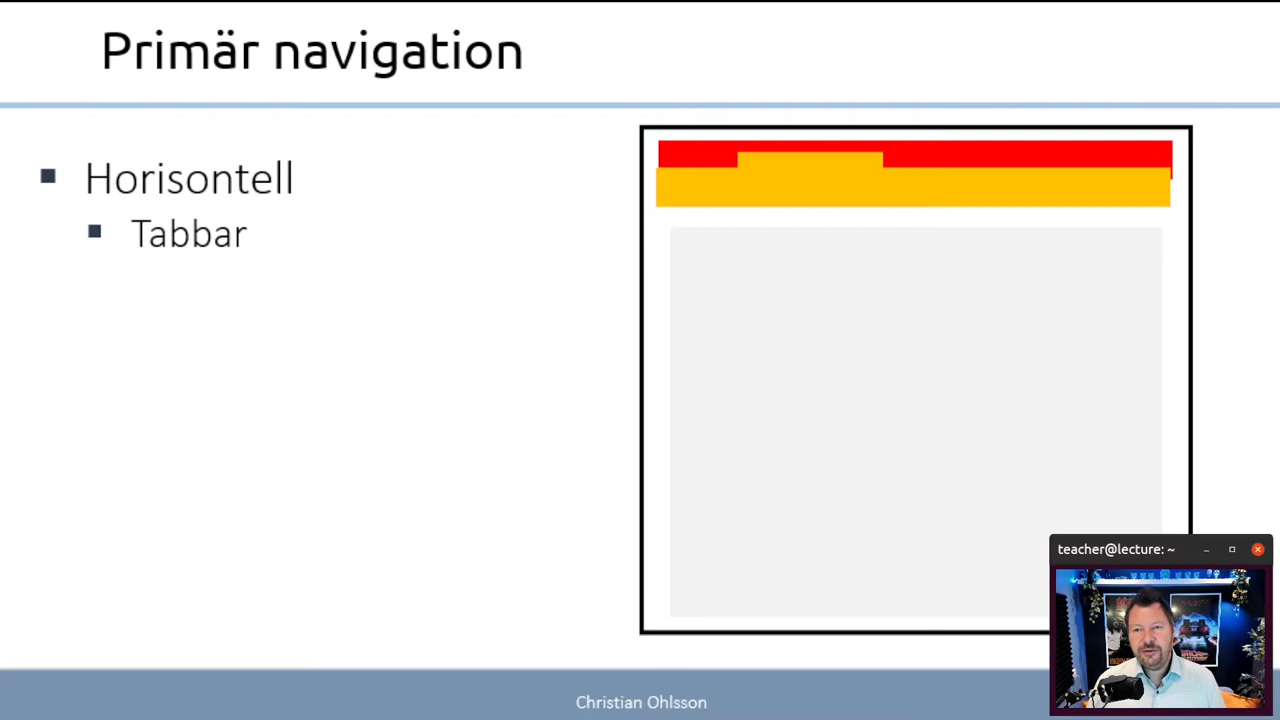 Primär navigation
Horisontell
Tabbar
teacher@lecture: ~
Christian Ohlsson